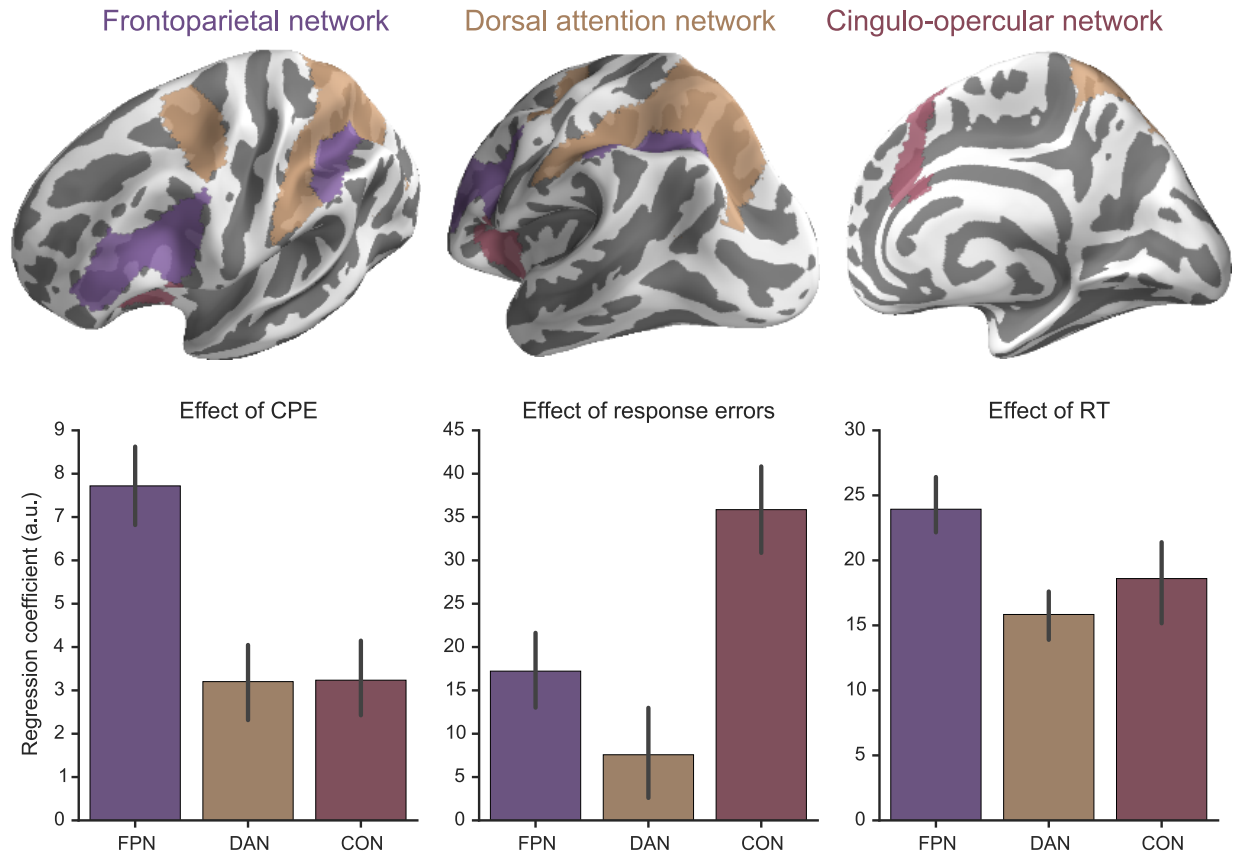 Frontoparietal network
Dorsal attention network
Cingulo-opercular network
Effect of CPE
Regression coefficient (a.u.)
9
8
7
6
5
4
3
2
1
0
FPN DAN CON
Effect of response errors
45
40
35
30
25
20
15
10
5
0
FPN DAN CON
Effect of RT
30
25
20
15
10
5
0
FPN DAN CON